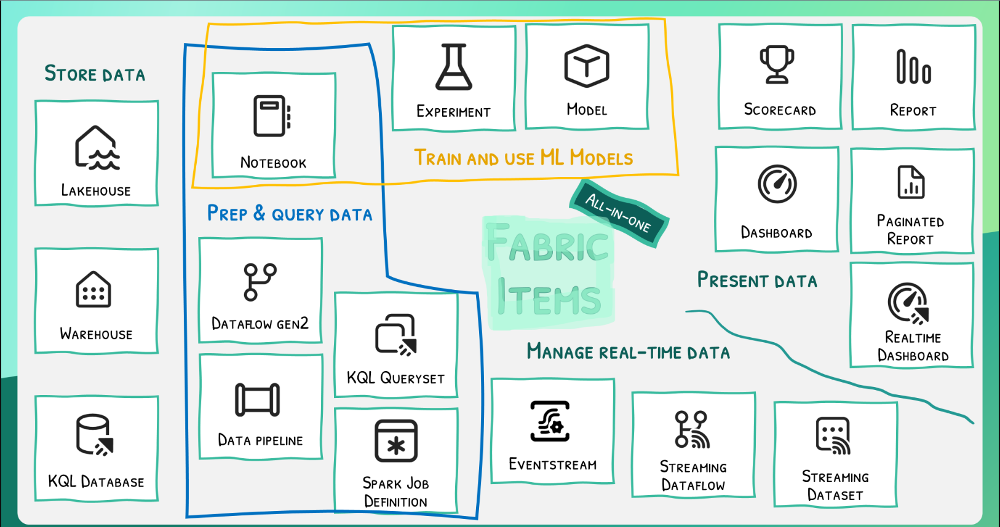 Store data
Lakehouse
Warehouse
KQL Database
Notebook
Prep & query data
Dataflow gen2
Data pipeline
KQL Queryset
Spark Job
Definition
Experiment
Model
Train and use ML Models
All-in-one
Fabric
Items
Scorecard
Report
Dashboard
Paginated
Report
Present data
Realtime
Dashboard
Manage real-time data
Eventstream
Streaming
Dataflow
Streaming
Dataset